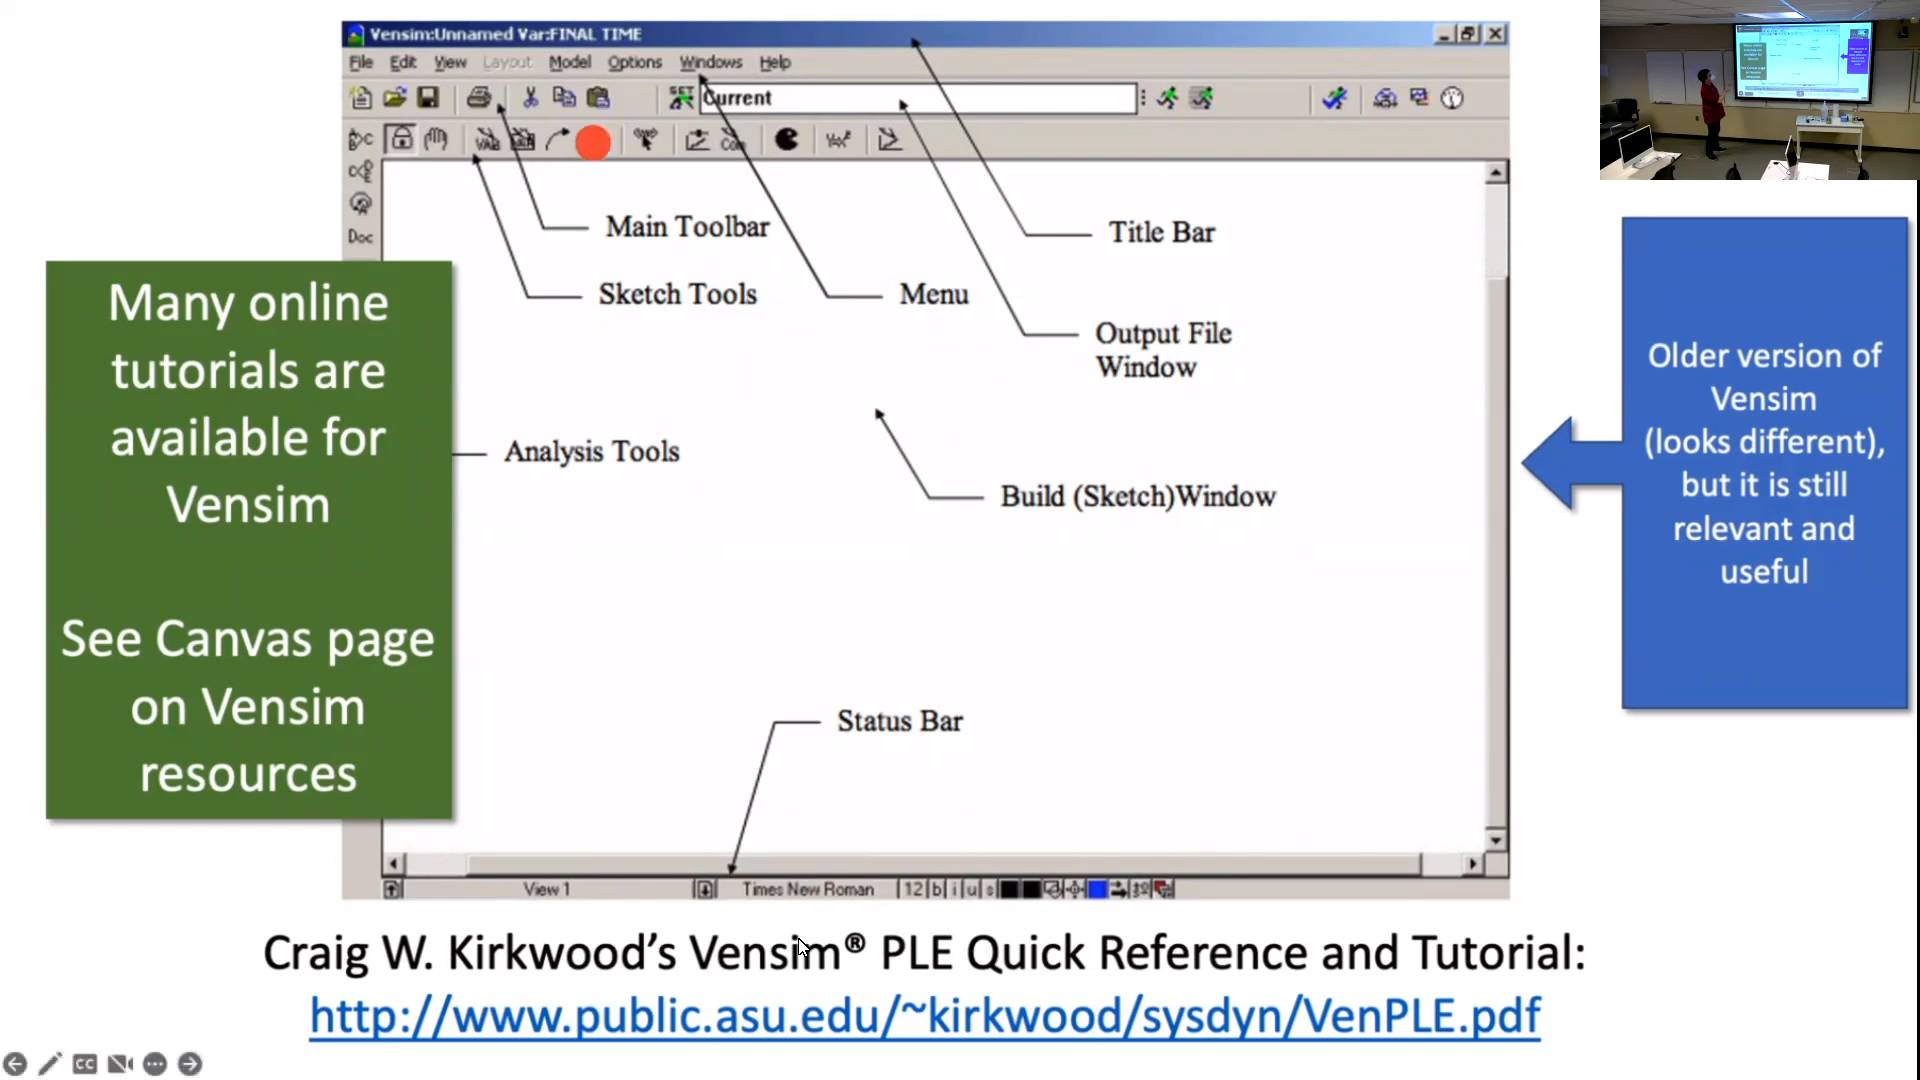 Vensim:Unnamed Var:FINAL TIME
File Edit View Layout Model Options Windows Help
SET Current
Doc
Main Toolbar
Title Bar
Sketch Tools
Menu
Output File
Window
Analysis Tools
Build (Sketch)Window
Status Bar
View 1 Times New Roman 12 b i u s
Many online
tutorials are
available for
Vensim
See Canvas page
on Vensim
resources
Older version of
Vensim
(looks different),
but it is still
relevant and
useful
Craig W. Kirkwood’s Vensim® PLE Quick Reference and Tutorial:
http://www.public.asu.edu/~kirkwood/sysdyn/VenPLE.pdf
CC